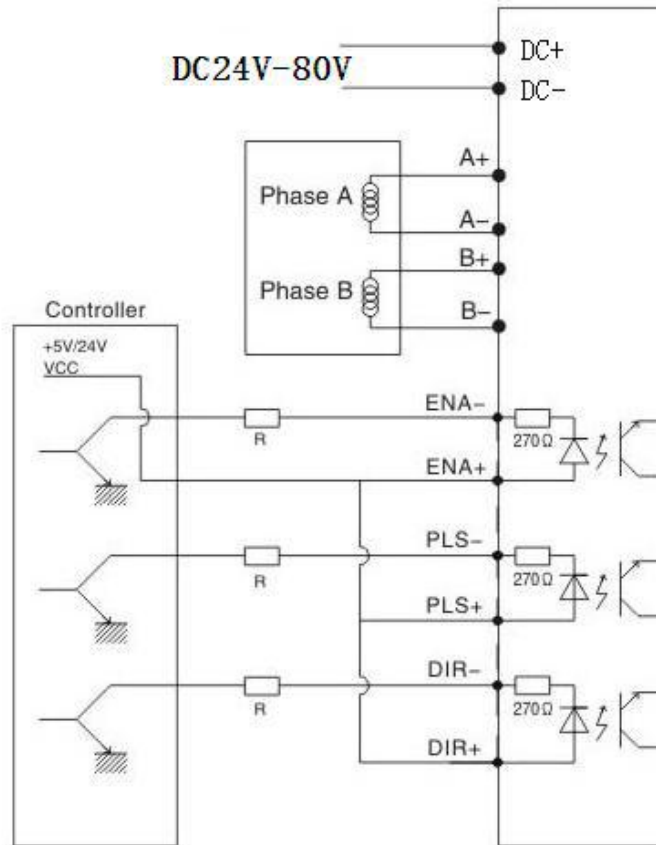 DC+
DC24V-80V
DC-
A+
Phase A
A-
B+
Phase B
B-
Controller
+5V/24V
VCC
ENA-
R
270Ω
ENA+
PLS-
R
270Ω
PLS+
DIR-
R
270Ω
DIR+